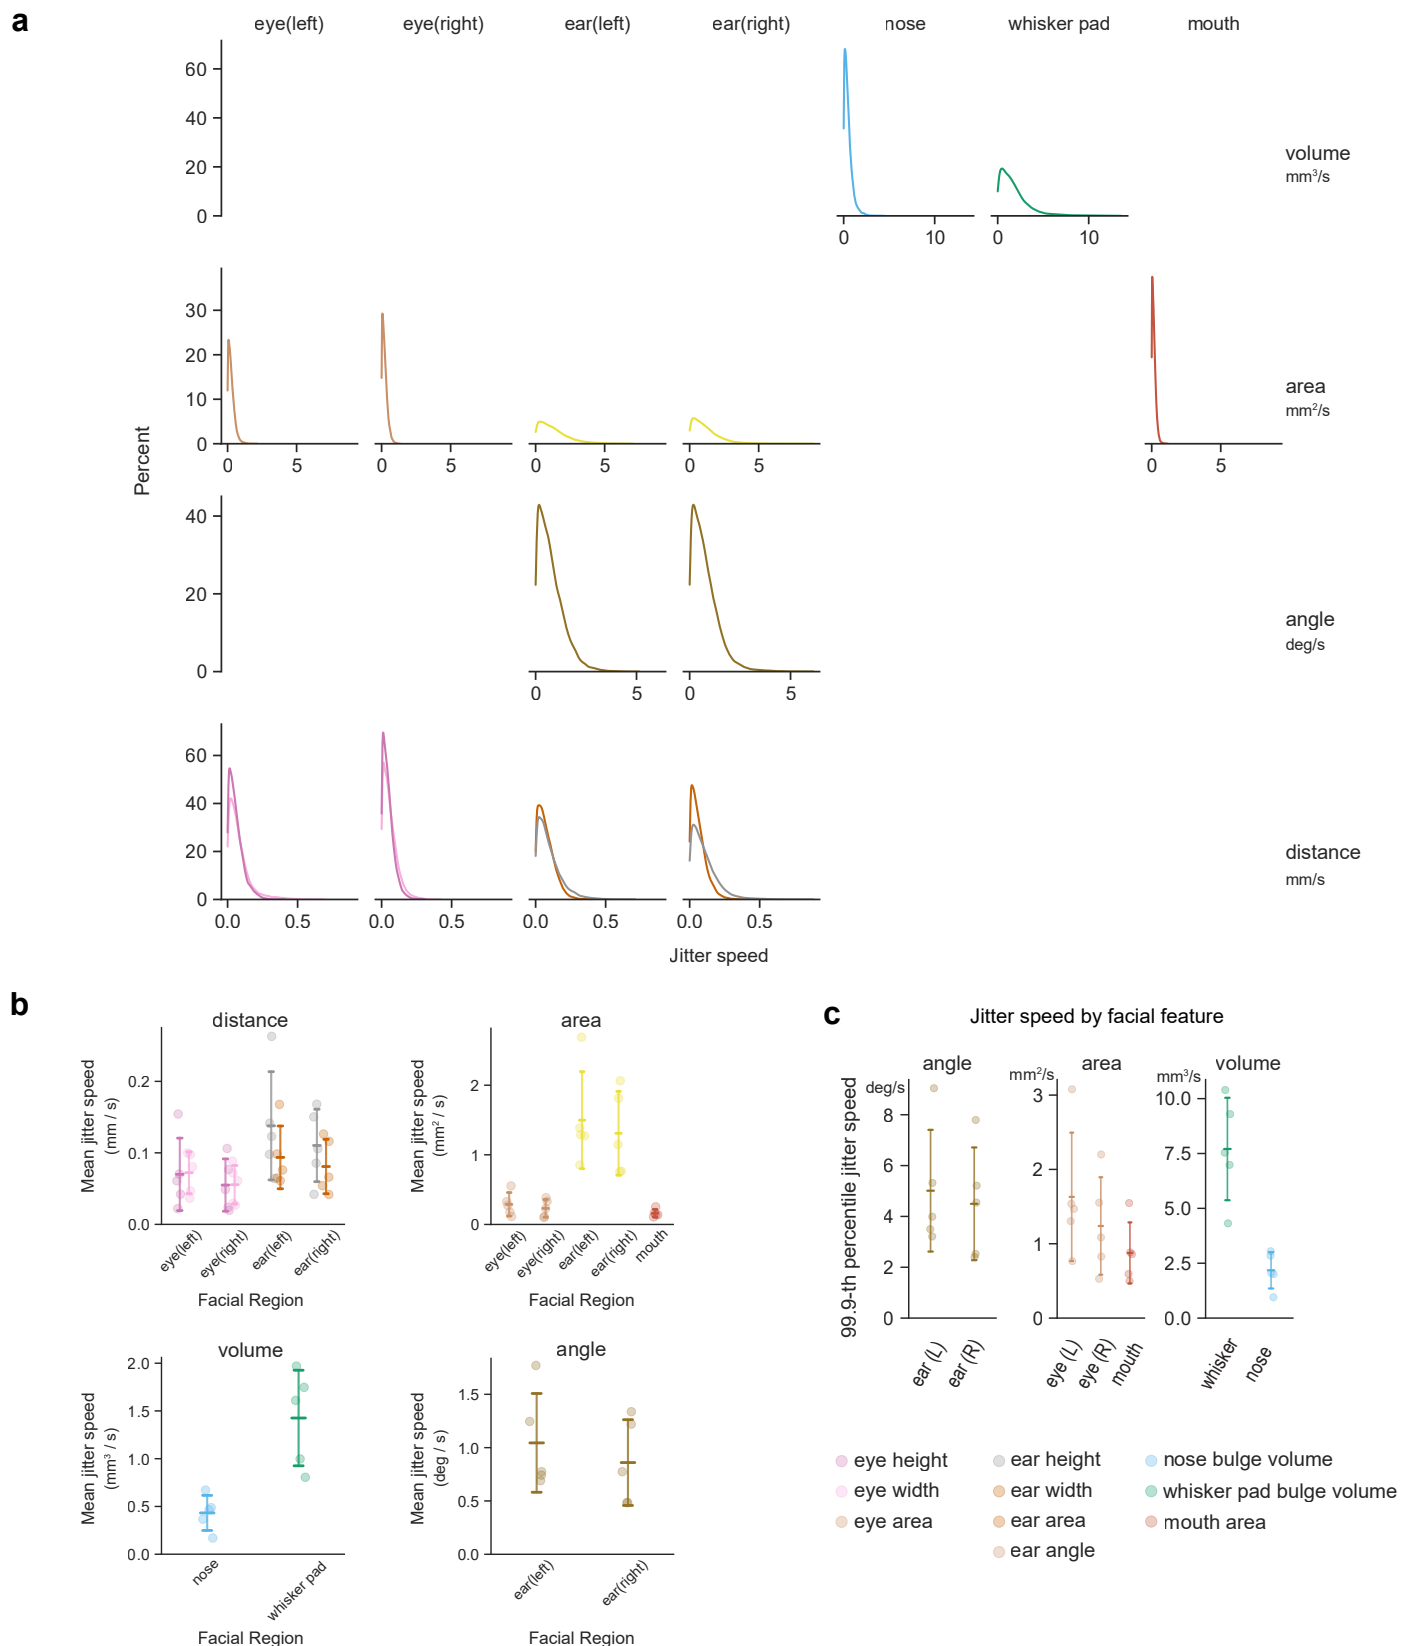 a
eye(left) eye(right) ear(left) ear(right) nose whisker pad mouth
60
40
20
0
0 10 0 10
volume
mm³/s
30
20
10
0
0 5 0 5 0 5 0 5 0 5
area
mm²/s
Percent
40
20
0
0 5 0 5
angle
deg/s
60
40
20
0
0.0 0.5 0.0 0.5 0.0 0.5 0.0 0.5
distance
mm/s
Jitter speed
b
distance
Mean jitter speed
(mm / s)
0.2
0.1
0.0
eye(left) eye(right) ear(left) ear(right)
Facial Region
area
Mean jitter speed
(mm² / s)
2
1
0
eye(left) eye(right) ear(left) ear(right) mouth
Facial Region
volume
Mean jitter speed
(mm³ / s)
2.0
1.5
1.0
0.5
0.0
nose whisker pad
Facial Region
angle
Mean jitter speed
(deg / s)
1.5
1.0
0.5
0.0
ear(left) ear(right)
Facial Region
c
Jitter speed by facial feature
99.9-th percentile jitter speed
angle
deg/s
8
6
4
2
0
ear (L) ear (R)
area
mm²/s
3
2
1
0
eye (L) eye (R) mouth
volume
mm³/s
10.0
7.5
5.0
2.5
0.0
whisker nose
eye height
eye width
eye area
ear height
ear width
ear area
ear angle
nose bulge volume
whisker pad bulge volume
mouth area